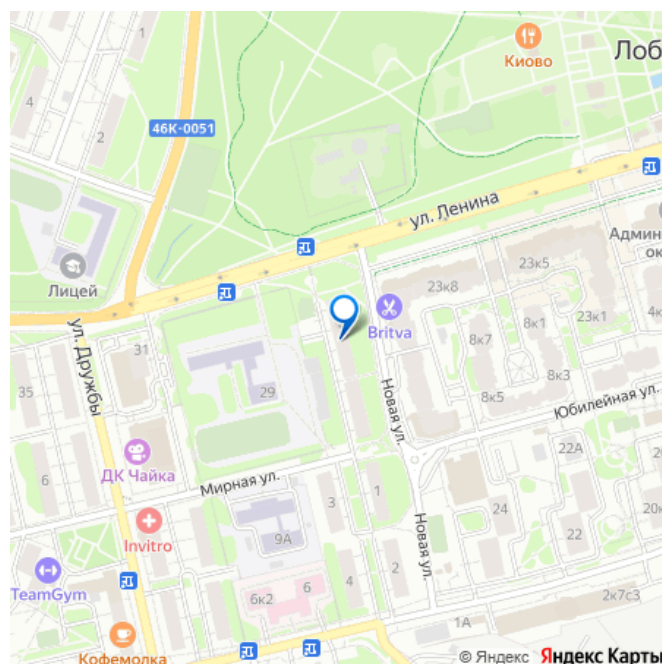 Киово
Лоб
4
2
46К-0051
ул. Ленина
Лицей
Админ
ок
23к8
23к5
23к1
4к
Britva
8к7
8к1
8к3
8к5
ул. Дружбы
31
35
29
Новая ул.
Юбилейная ул.
ДК Чайка
6
Мирная ул.
22А
Invitro
3
1
24
22
9А
Новая ул.
TeamGym
6к2
6
4
2
2к7с3
1А
Кофемолка
© Яндекс Яндекс Карты